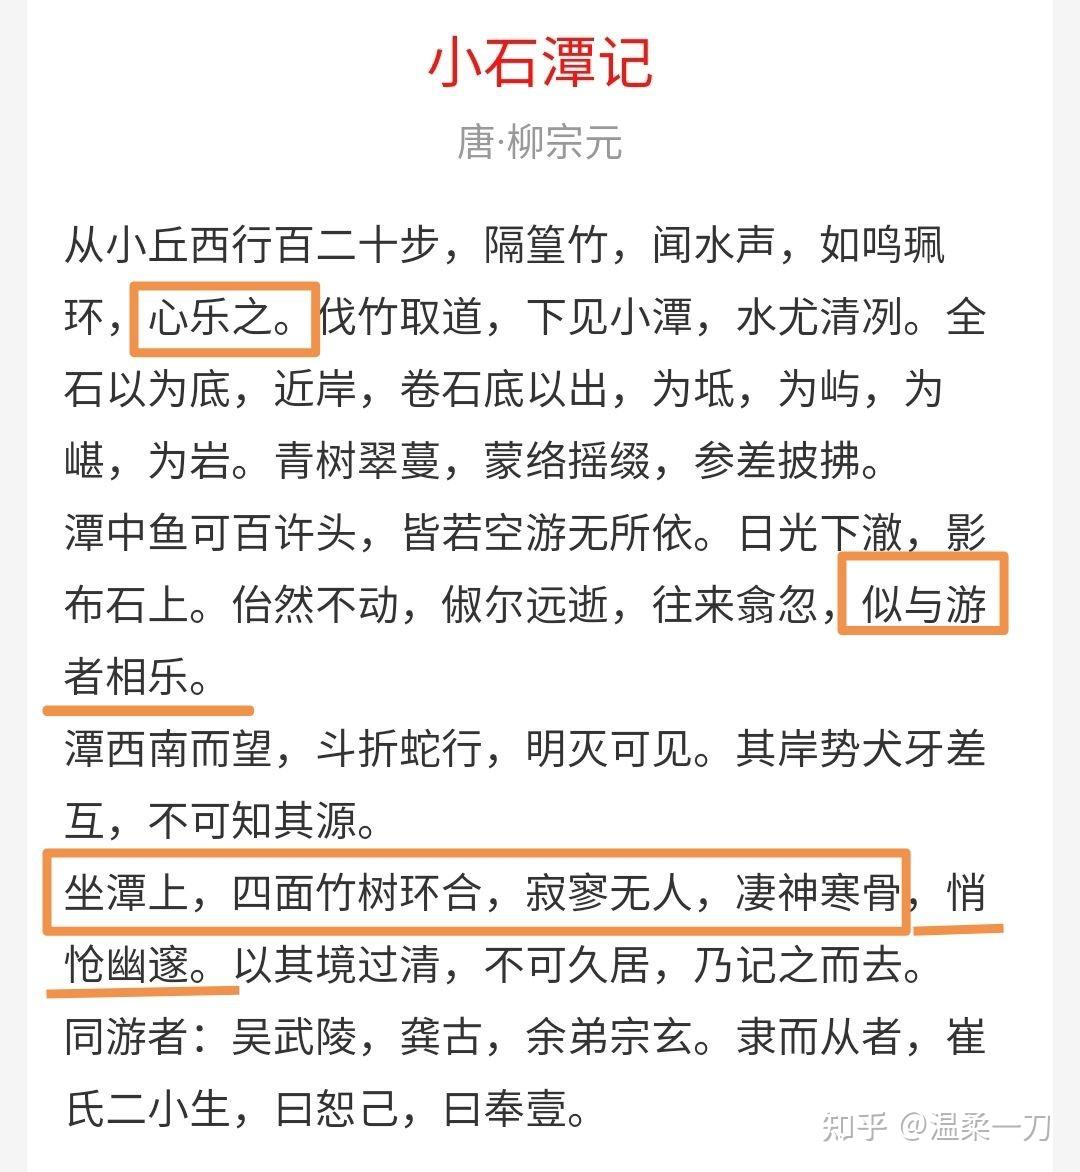 小石潭记
唐·柳宗元
从小丘西行百二十步，隔篁竹，闻水声，如鸣珮
环，心乐之。伐竹取道，下见小潭，水尤清冽。全
石以为底，近岸，卷石底以出，为坻，为屿，为
嵁，为岩。青树翠蔓，蒙络摇缀，参差披拂。
潭中鱼可百许头，皆若空游无所依。日光下澈，影
布石上。佁然不动，俶尔远逝，往来翕忽，似与游
者相乐。
潭西南而望，斗折蛇行，明灭可见。其岸势犬牙差
互，不可知其源。
坐潭上，四面竹树环合，寂寥无人，凄神寒骨，悄
怆幽邃。以其境过清，不可久居，乃记之而去。
同游者：吴武陵，龚古，余弟宗玄。隶而从者，崔
氏二小生，曰恕己，曰奉壹。
知乎 @温柔一刀